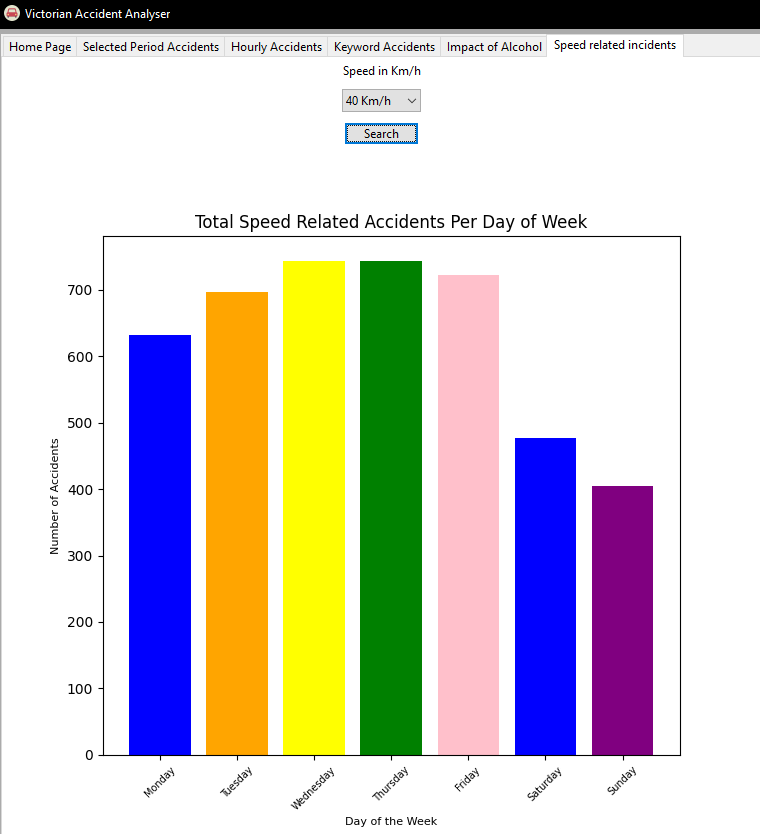 Victorian Accident Analyser
Home Page Selected Period Accidents Hourly Accidents Keyword Accidents Impact of Alcohol Speed related incidents
Speed in Km/h
40 Km/h
Search
Total Speed Related Accidents Per Day of Week
700
600
500
400
300
200
100
0
Number of Accidents
Monday Tuesday Wednesday Thursday Friday Saturday Sunday
Day of the Week